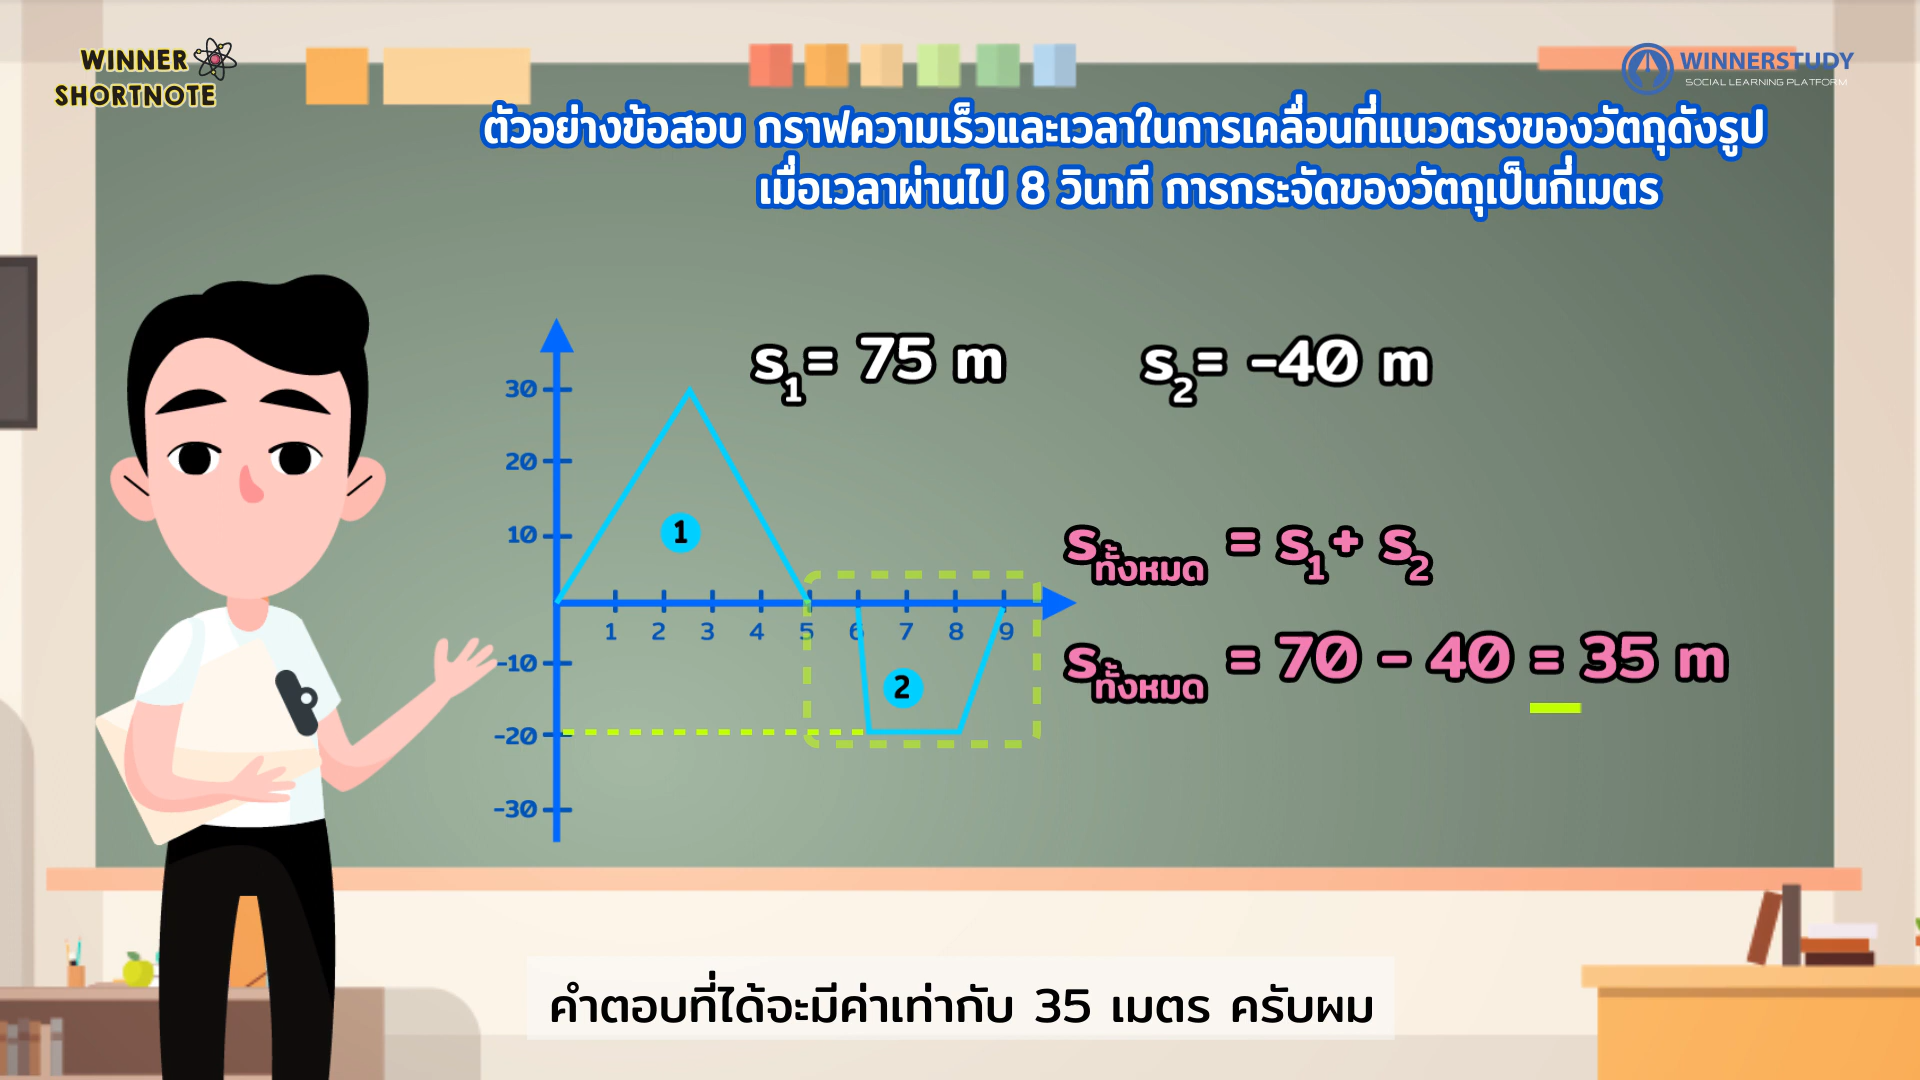 WINNER
SHORTNOTE
WINNERSTUDY
SOCIAL LEARNING PLATFORM
ตัวอย่างข้อสอบ กราฟความเร็วและเวลาในการเคลื่อนที่แนวตรงของวัตถุดังรูป
เมื่อเวลาผ่านไป 8 วินาที การกระจัดของวัตถุเป็นกี่เมตร
s1= 75 m
s2= -40 m
30
20
10
1
1 2 3 4 5 6 7 8 9
-10
2
-20
-30
sทั้งหมด = s1+ s2
sทั้งหมด = 70 - 40 = 35 m
คำตอบที่ได้จะมีค่าเท่ากับ 35 เมตร ครับผม